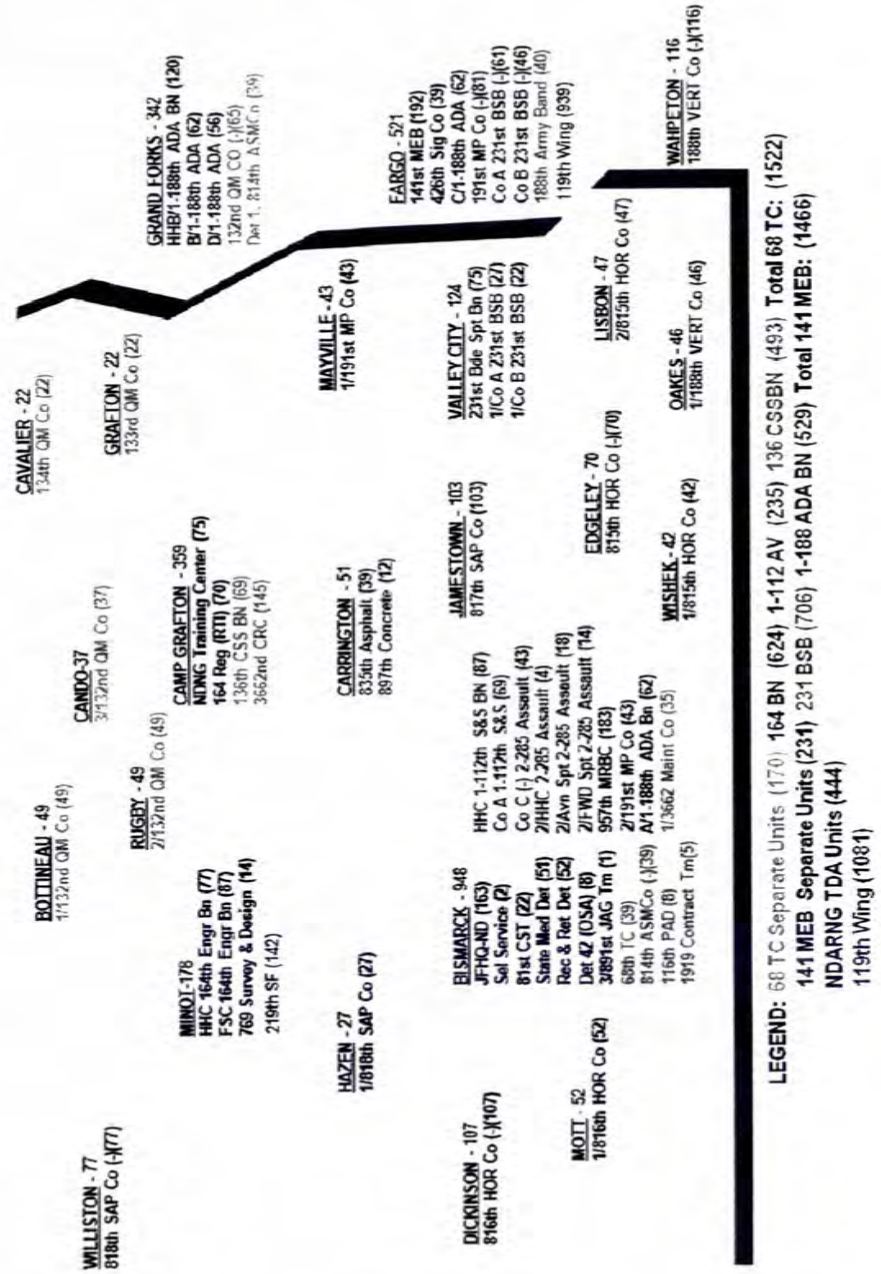 WILLISTON - 77
818th SAP Co (-)(77)
BOTTINEAU - 49
1/132nd QM Co (49)
CANDO-37
3/132nd QM Co (37)
CAVALIER - 22
134th QM Co (22)
RUGBY - 49
2/132nd QM Co (49)
GRAFTON - 22
133rd QM Co (22)
MINOT-178
HHC 164th Engr Bn (77)
FSC 164th Engr Bn (87)
769 Survey & Design (14)
219th SF (142)
CAMP GRAFTON - 359
NDNG Training Center (75)
164 Reg (RTI) (70)
136th CSS BN (69)
3662nd CRC (145)
GRAND FORKS - 342
HHB/1-188th ADA BN (120)
B/1-188th ADA (62)
D/1-188th ADA (56)
132nd QM CO (-)(65)
Det 1, 814th ASMCo (39)
HAZEN - 27
1/818th SAP Co (27)
CARRINGTON - 51
835th Asphalt (39)
897th Concrete (12)
MAYVILLE - 43
1/191st MP Co (43)
DICKINSON - 107
816th HOR Co (-)(107)
BISMARCK - 948
JFHQ-ND (163)
Sel Service (2)
81st CST (22)
State Med Det (51)
Rec & Ret Det (52)
Det 42 (OSA) (8)
3/891st JAG Tm (1)
68th TC (39)
814th ASMCo (-)(39)
116th PAD (8)
1919 Contract Tm(5)
HHC 1-112th S&S BN (87)
Co A 1-112th S&S (69)
Co C (-) 2-285 Assault (43)
2/HHC 2-285 Assault (4)
2/Avn Spt 2-285 Assault (18)
2/FWD Spt 2-285 Assault (14)
957th MRBC (183)
2/191st MP Co (43)
A/1-188th ADA Bn (62)
1/3662 Maint Co (35)
JAMESTOWN - 103
817th SAP Co (103)
VALLEY CITY - 124
231st Bde Spt Bn (75)
1/Co A 231st BSB (27)
1/Co B 231st BSB (22)
FARGO - 521
141st MEB (192)
426th Sig Co (39)
C/1-188th ADA (62)
191st MP Co (-)(81)
Co A 231st BSB (-)(61)
Co B 231st BSB (-)(46)
188th Army Band (40)
119th Wing (939)
MOTT - 52
1/816th HOR Co (52)
EDGELEY - 70
815th HOR Co (-)(70)
LISBON - 47
2/815th HOR Co (47)
WISHEK - 42
1/815th HOR Co (42)
OAKES - 46
1/188th VERT Co (46)
WAHPETON - 116
188th VERT Co (-)(116)
LEGEND: 68 TC Separate Units (170) 164 BN (624) 1-112 AV (235) 136 CSSBN (493) Total 68 TC: (1522)
141 MEB Separate Units (231) 231 BSB (706) 1-188 ADA BN (529) Total 141 MEB: (1466)
NDARNG TDA Units (444)
119th Wing (1081)